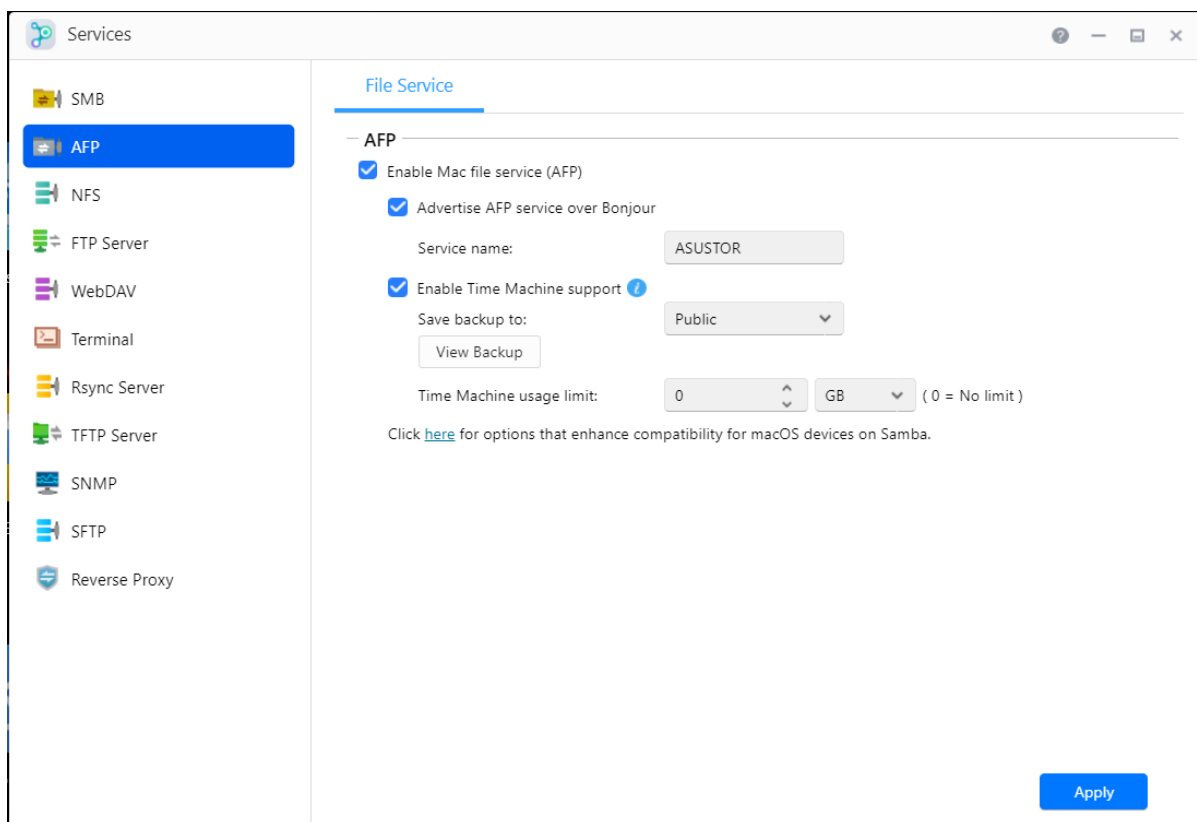 Services
SMB
AFP
NFS
FTP Server
WebDAV
Terminal
Rsync Server
TFTP Server
SNMP
SFTP
Reverse Proxy
File Service
AFP
Enable Mac file service (AFP)
Advertise AFP service over Bonjour
Service name: ASUSTOR
Enable Time Machine support
Save backup to: Public
View Backup
Time Machine usage limit: 0 GB ( 0 = No limit )
Click here for options that enhance compatibility for macOS devices on Samba.
Apply